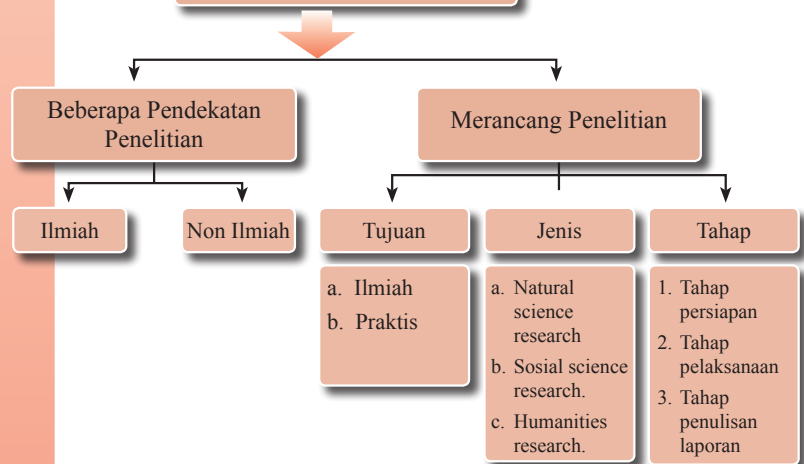 Beberapa Pendekatan
Penelitian
Merancang Penelitian
Ilmiah
Non Ilmiah
Tujuan
Jenis
Tahap
a. Ilmiah
b. Praktis
a. Natural
science
research
b. Sosial science
research.
c. Humanities
research.
1. Tahap
persiapan
2. Tahap
pelaksanaan
3. Tahap
penulisan
laporan